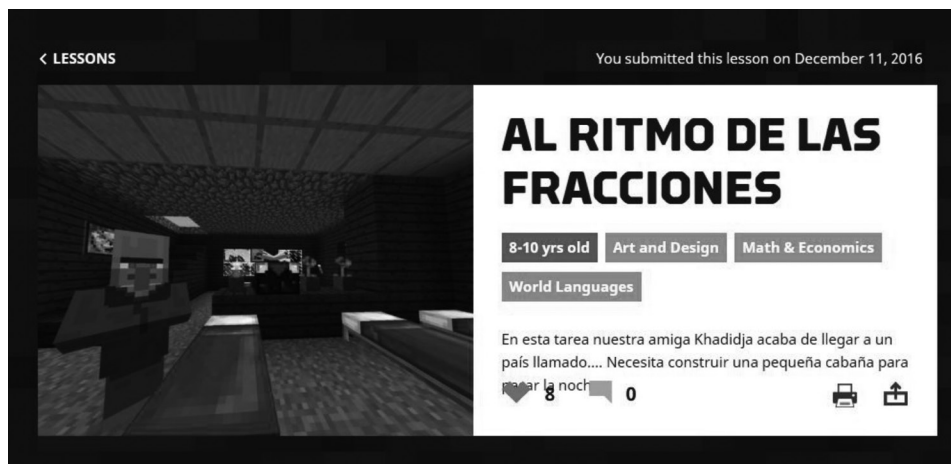 < LESSONS
You submitted this lesson on December 11, 2016
AL RITMO DE LAS
FRACCIONES
8-10 yrs old
Art and Design
Math & Economics
World Languages
En esta tarea nuestra amiga Khadidja acaba de llegar a un
país llamado.... Necesita construir una pequeña cabaña para
la
8
0